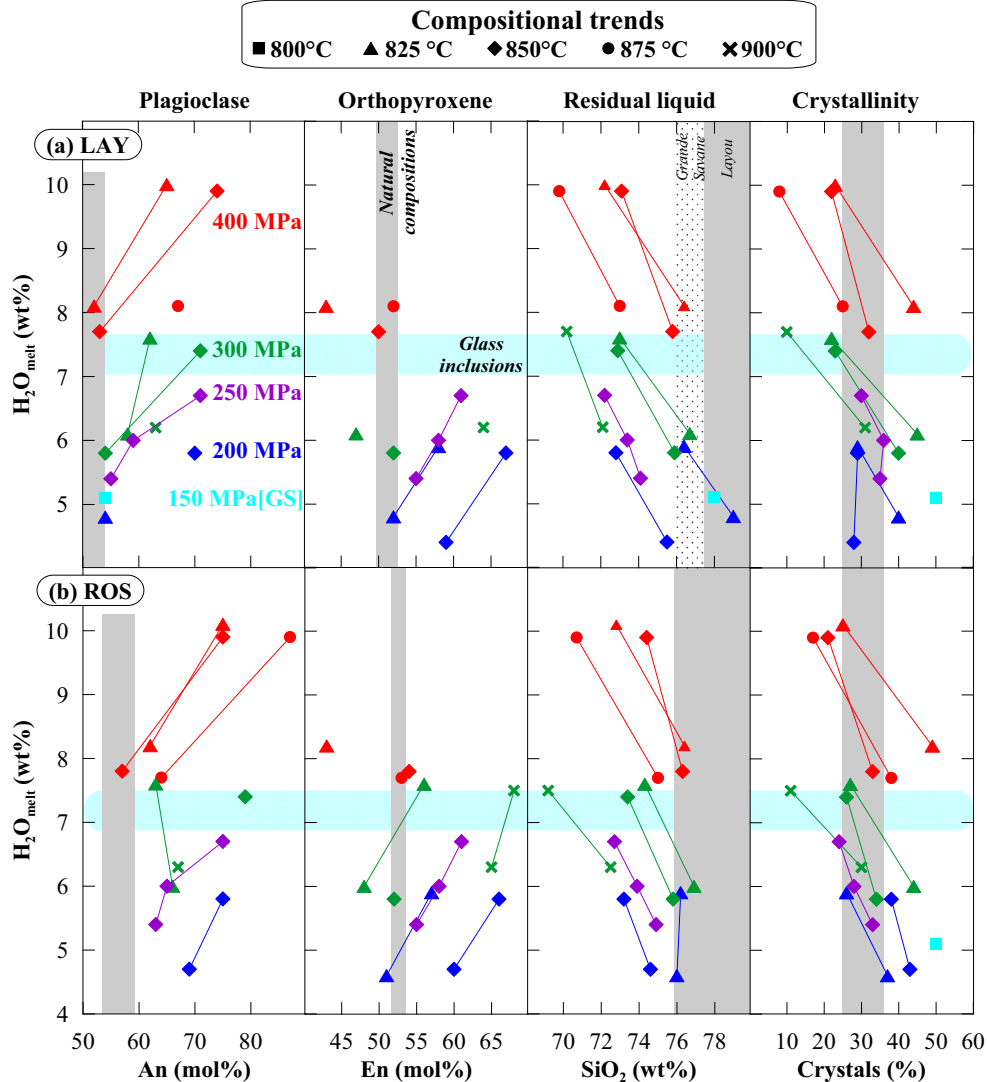 Compositional trends
800°C 825 °C 850°C 875 °C 900°C
Plagioclase Orthopyroxene Residual liquid Crystallinity
(a) LAY
Natural
compositions
Grande
Savane
Layou
400 MPa
300 MPa
250 MPa
200 MPa
150 MPa[GS]
Glass
inclusions
H₂Oₘₑₗₜ (wt%)
10
9
8
7
6
5
(b) ROS
H₂Oₘₑₗₜ (wt%)
10
9
8
7
6
5
4
50 60 70 80 45 50 55 60 65 70 72 74 76 78 0 10 20 30 40 50 60
An (mol%) En (mol%) SiO₂ (wt%) Crystals (%)